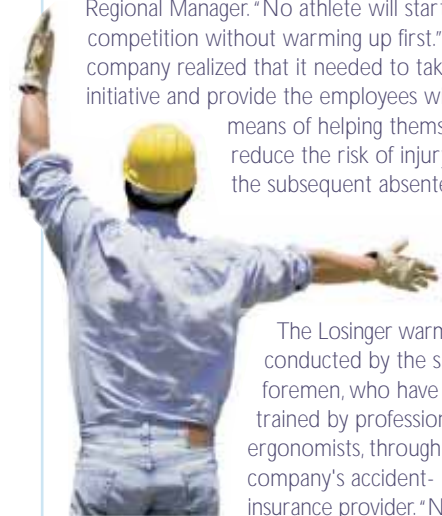 Regional Manager. "No athlete will start
competition without warming up first."
company realized that it needed to tak
initiative and provide the employees w
means of helping thems
reduce the risk of injur
the subsequent absente
The Losinger warm
conducted by the s
foremen, who have
trained by profession
ergonomists, through
company's accident-
insurance provider. "N